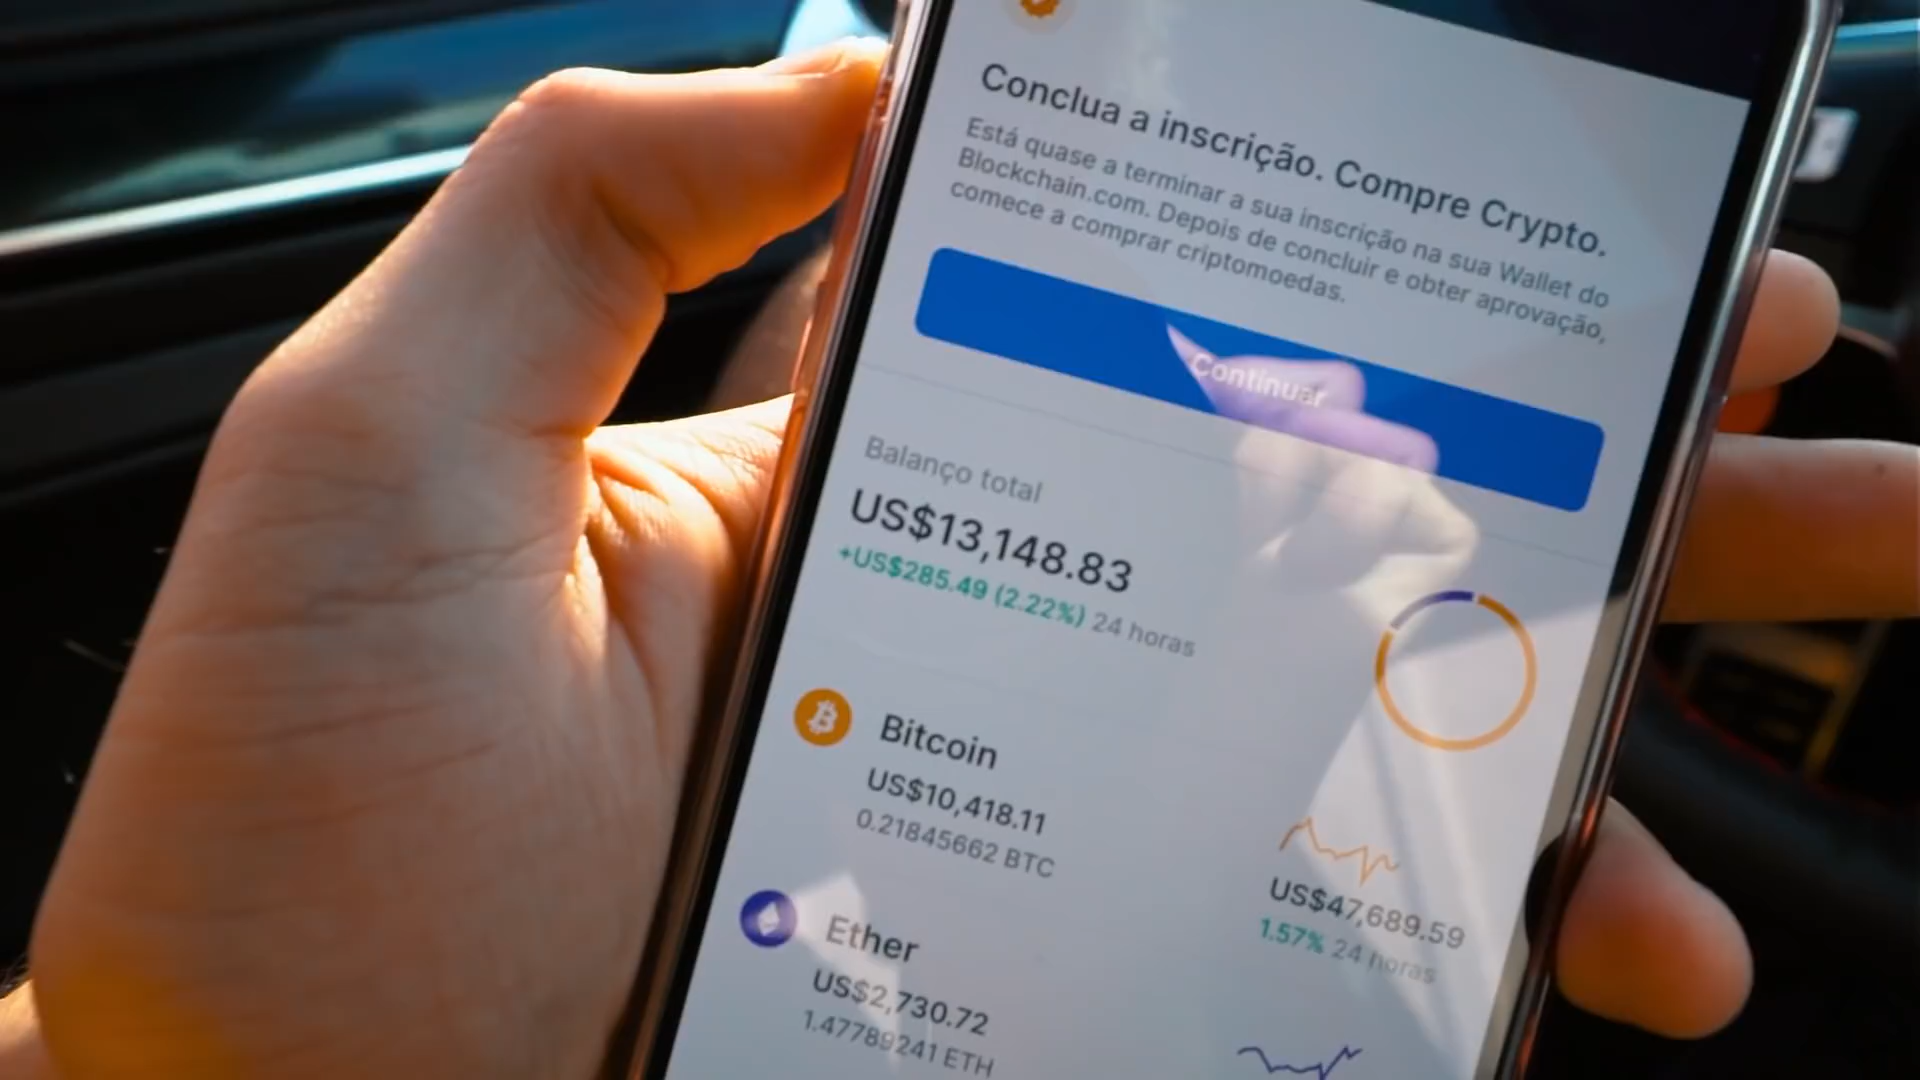 Conclua a inscrição. Compre Crypto.
Está quase a terminar a sua inscrição na sua Wallet do
Blockchain.com. Depois de concluir e obter aprovação,
comece a comprar criptomoedas.
Continuar
Balanço total
US$13,148.83
+US$285.49 (2.22%) 24 horas
Bitcoin
US$10,418.11
0.21845662 BTC
US$47,689.59
1.57% 24 horas
Ether
US$2,730.72
1.47789241 ETH